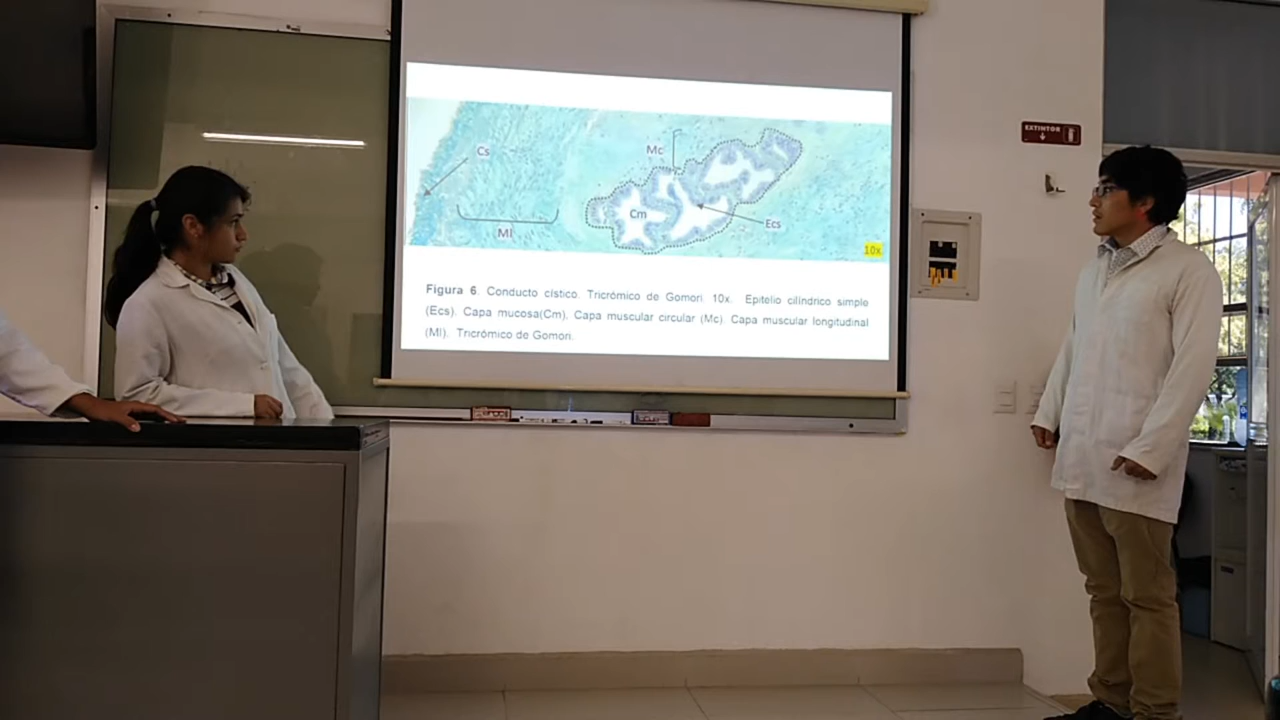 Cs
Mc
Cm
Ml
Ecs
10x
Figura 6. Conducto cístico. Tricrómico de Gomori. 10x. Epitelio cilíndrico simple
(Ecs). Capa mucosa(Cm). Capa muscular circular (Mc). Capa muscular longitudinal
(Ml). Tricrómico de Gomori.
EXTINTOR